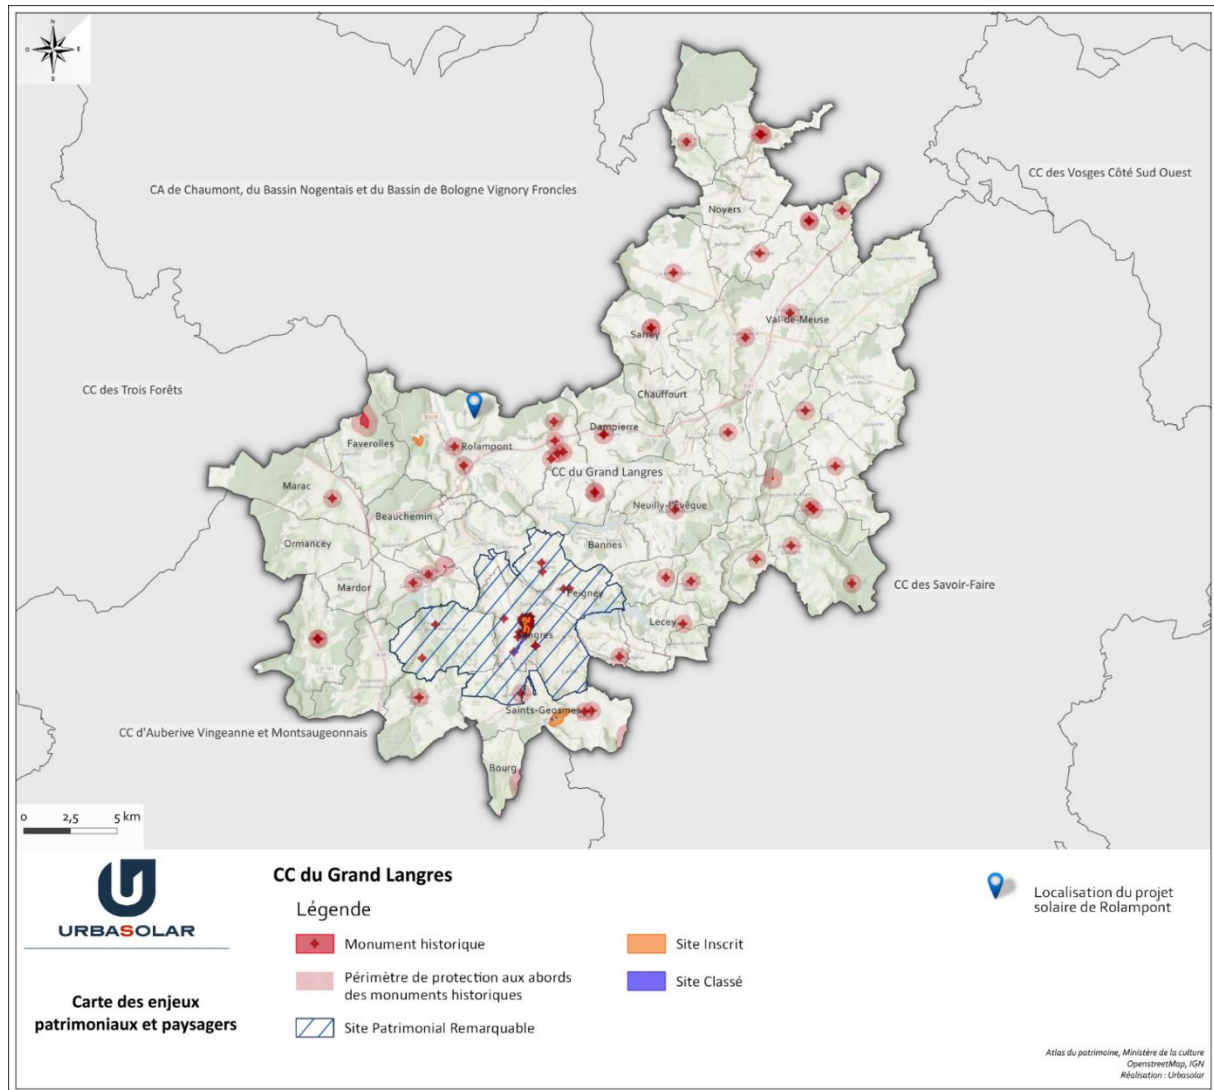 N
O
E
S
CA de Chaumont, du Bassin Nogentais et du Bassin de Bologne Vignory Froncles
CC des Vosges Côté Sud Ouest
Noyers
Val-de-Meuse
Sarrey
CC des Trois Forêts
Chauffourt
Dampierre
Faverolles
Rolampont
CC du Grand Langres
Marac
Neuilly-l'Évêque
Beauchemin
Ormancey
Bannes
Mardor
Peigney
CC des Savoir-Faire
Lecey
Langres
Saints-Geosmes
CC d'Auberive Vingeanne et Montsaugeonnais
Bourg
0 2,5 5 km
URBASOLAR
Carte des enjeux
patrimoniaux et paysagers
CC du Grand Langres
Légende
Monument historique
Périmètre de protection aux abords
des monuments historiques
Site Patrimonial Remarquable
Site Inscrit
Site Classé
Localisation du projet
solaire de Rolampont
Atlas du patrimoine, Ministère de la culture
OpenstreetMap, IGN
Réalisation : Urbasolar